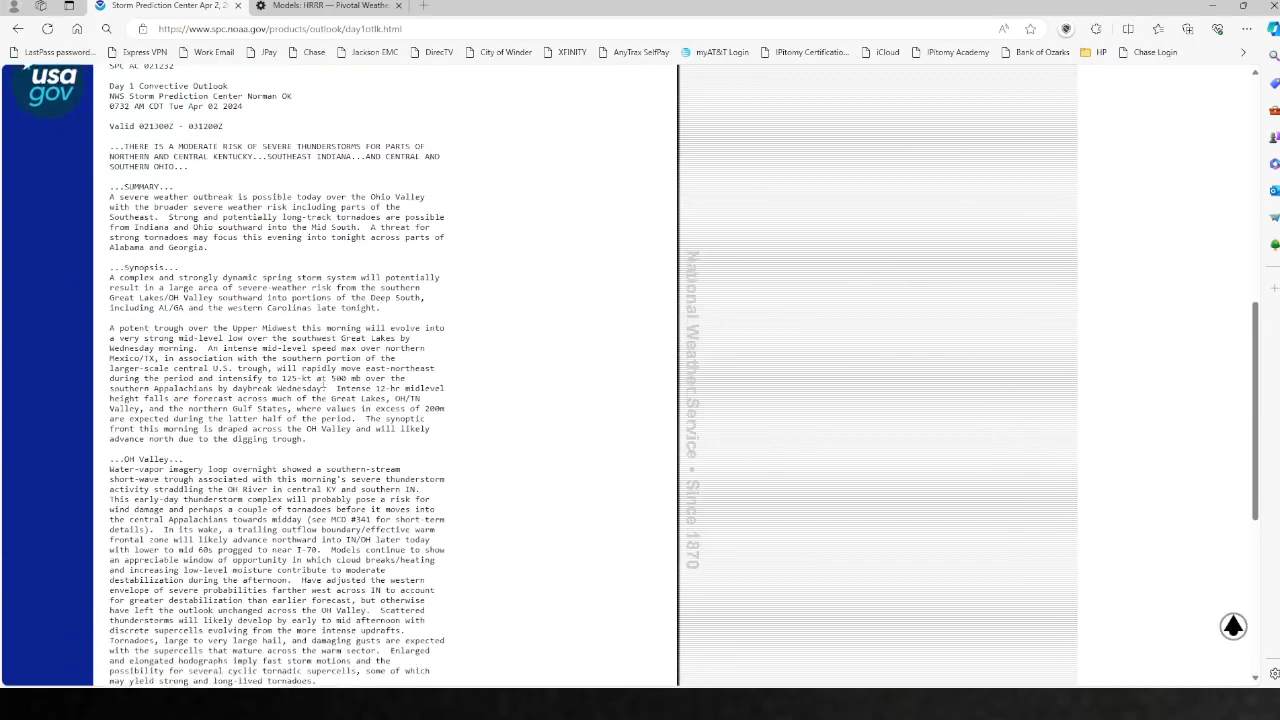 Storm Prediction Center Apr 2, 2
Models: HRRR — Pivotal Weathe
https://www.spc.noaa.gov/products/outlook/day1otlk.html
LastPass password... Express VPN Work Email JPay Chase Jackson EMC DirecTV City of Winder XFINITY AnyTrax SelfPay myAT&T Login IPitomy Certificatio... iCloud IPitomy Academy Bank of Ozarks HP Chase Login
usa
gov
SPC AC 021232
Day 1 Convective Outlook
NWS Storm Prediction Center Norman OK
0732 AM CDT Tue Apr 02 2024
Valid 021300Z - 031200Z
...THERE IS A MODERATE RISK OF SEVERE THUNDERSTORMS FOR PARTS OF
NORTHERN AND CENTRAL KENTUCKY...SOUTHEAST INDIANA...AND CENTRAL AND
SOUTHERN OHIO...
...SUMMARY...
A severe weather outbreak is possible today over the Ohio Valley
with the broader severe weather risk including parts of the
Southeast. Strong and potentially long-track tornadoes are possible
from Indiana and Ohio southward into the Mid South. A threat for
strong tornadoes may focus this evening into tonight across parts of
Alabama and Georgia.
...Synopsis...
A complex and strongly dynamic spring storm system will potentially
result in a large area of severe-weather risk from the southern
Great Lakes/OH Valley southward into portions of the Deep South,
including AL/GA and the western Carolinas late tonight.
A potent trough over the Upper Midwest this morning will evolve into
a very strong mid-level low over the southwest Great Lakes by
Wednesday morning. An intense mid-level speed max over northern
Mexico/TX, in association with the southern portion of the
larger-scale central U.S. trough, will rapidly move east-northeast
during the period and intensify to 125-kt at 500 mb over the
southern Appalachians by daybreak Wednesday. Intense 12-hr midlevel
height falls are forecast across much of the Great Lakes, OH/TN
Valley, and the northern Gulf States, where values in excess of 200m
are expected during the latter half of the period. The synoptic
front this morning is draped across the OH Valley and will likely
advance north due to the digging trough.
...OH Valley...
Water-vapor imagery loop overnight showed a southern-stream
short-wave trough associated with this morning's severe thunderstorm
activity straddling the OH River in central KY and southern IN.
This early-day thunderstorm complex will probably pose a risk for
wind damage and perhaps a couple of tornadoes before it moves into
the central Appalachians towards midday (see MCD #341 for short-term
details). In its wake, a trailing outflow boundary/effective warm
frontal zone will likely advance northward into IN/OH later today
with lower to mid 60s progged to near I-70. Models continue to show
an appreciable window of opportunity in which cloud breaks/heating
and increasing low-level moisture contribute to moderate
destabilization during the afternoon. Have adjusted the western
envelope of severe probabilities farther west across IN to account
for greater destabilization than earlier forecast, but otherwise
have left the outlook unchanged across the OH Valley. Scattered
thunderstorms will likely develop by early to mid afternoon with
discrete supercells evolving from the more intense updrafts.
Tornadoes, large to very large hail, and damaging gusts are expected
with the supercells that mature across the warm sector. Enlarged
and elongated hodographs imply fast storm motions and the
possibility for several cyclic tornadic supercells, some of which
may yield strong and long-lived tornadoes.
National Weather Service • Since 1870